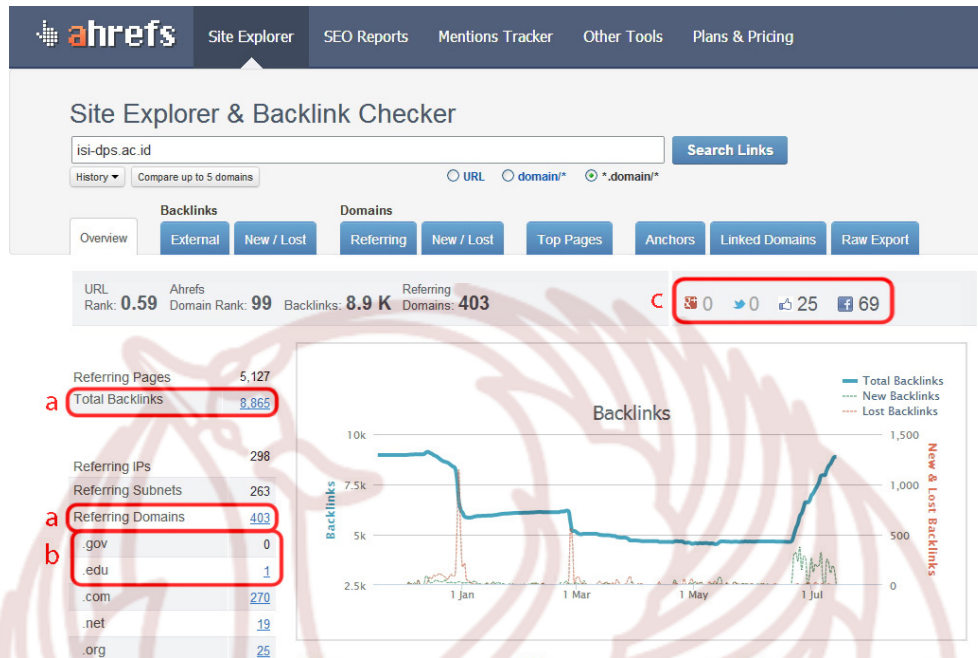 ahrefs Site Explorer SEO Reports Mentions Tracker Other Tools Plans & Pricing
Site Explorer & Backlink Checker
isi-dps.ac.id Search Links
History Compare up to 5 domains URL domain/* *.domain/*
Backlinks Domains
Overview External New / Lost Referring New / Lost Top Pages Anchors Linked Domains Raw Export
URL Ahrefs Referring
Rank: 0.59 Domain Rank: 99 Backlinks: 8.9 K Domains: 403 c 0 0 25 69
Referring Pages 5,127
a Total Backlinks 8,865
Referring IPs 298
Referring Subnets 263
a Referring Domains 403
b .gov 0
.edu 1
.com 270
.net 19
.org 25
Total Backlinks
New Backlinks
Lost Backlinks
Backlinks
10k 1,500
7.5k 1,000
5k 500
2.5k 0
Backlinks
New & Lost Backlinks
1 Jan 1 Mar 1 May 1 Jul